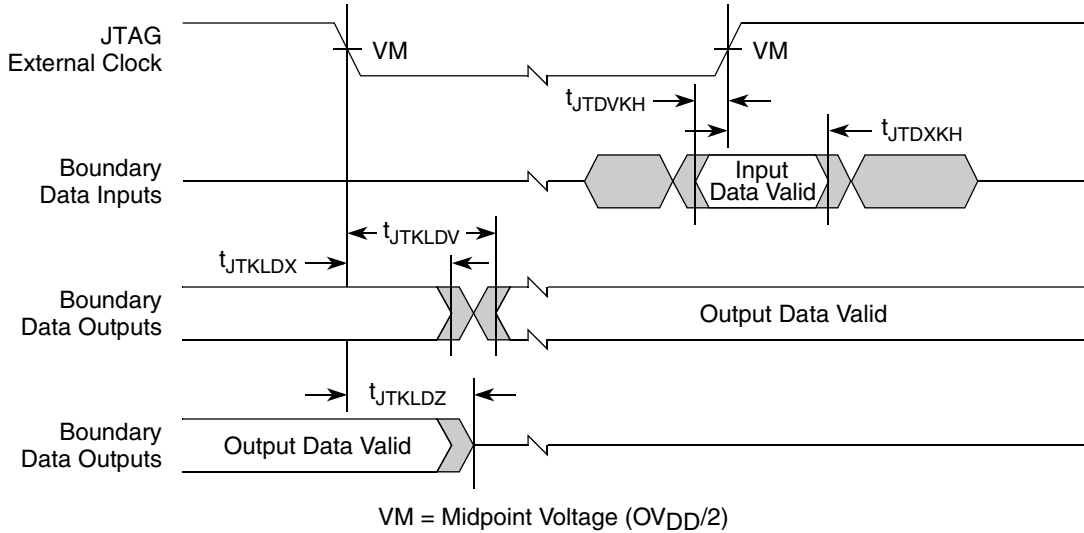 JTAG
External Clock
VM
VM
tJTDVKH
tJTDXKH
Boundary
Data Inputs
Input
Data Valid
tJTKLDV
tJTKLDX
Boundary
Data Outputs
Output Data Valid
tJTKLDZ
Boundary
Data Outputs
Output Data Valid
VM = Midpoint Voltage (OVDD/2)